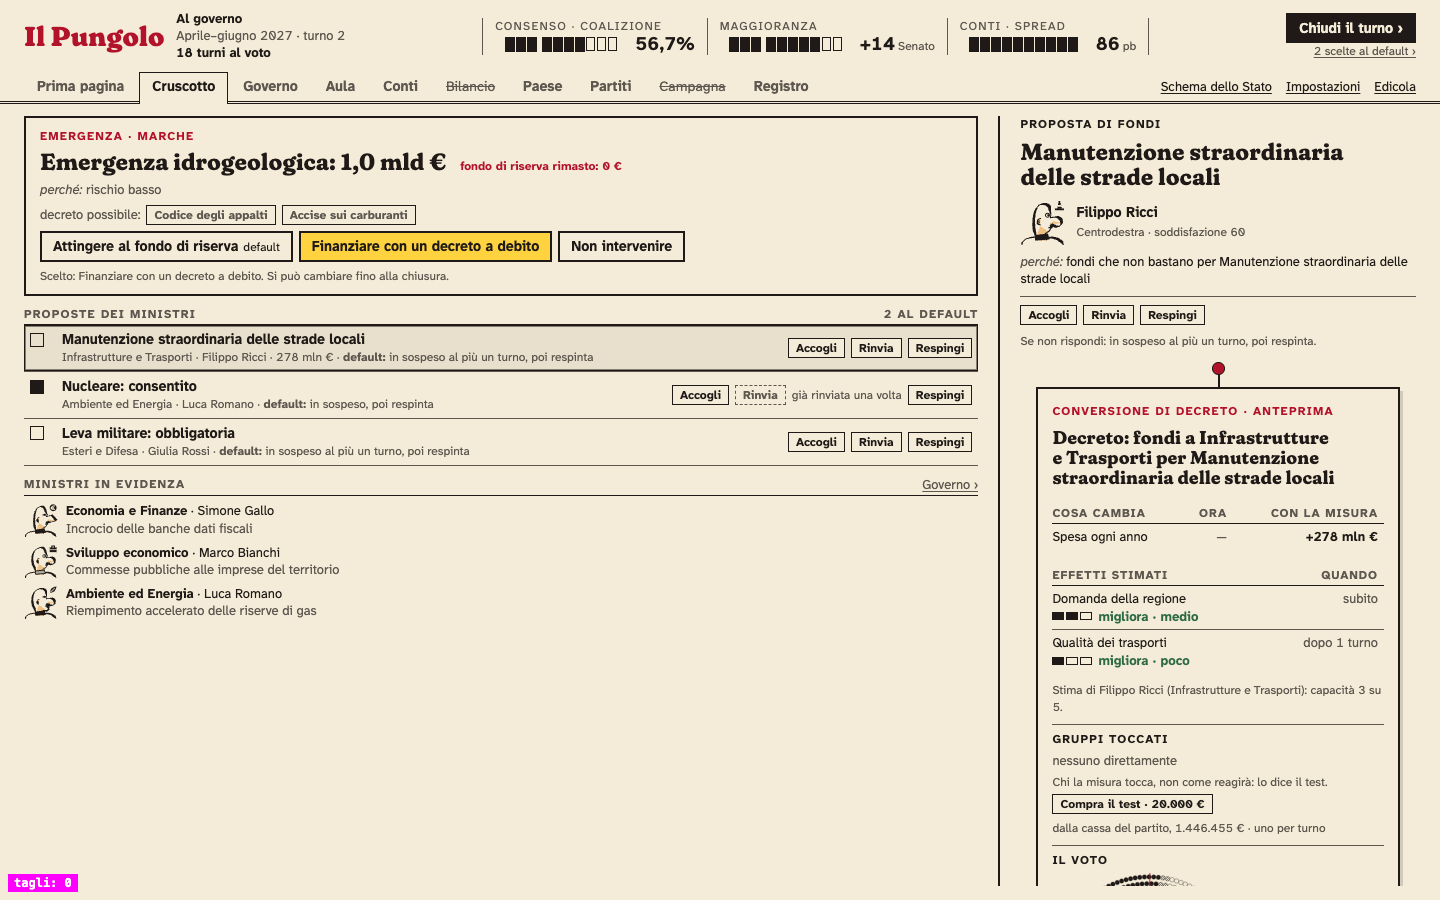 Il Pungolo
Al governo
Aprile–giugno 2027 · turno 2
18 turni al voto
CONSENSO · COALIZIONE
56,7%
MAGGIORANZA
+14 Senato
CONTI · SPREAD
86 pb
Chiudi il turno ›
2 scelte al default ›
Prima pagina
Cruscotto
Governo
Aula
Conti
Bilancio
Paese
Partiti
Campagna
Registro
Schema dello Stato
Impostazioni
Edicola
EMERGENZA · MARCHE
Emergenza idrogeologica: 1,0 mld € fondo di riserva rimasto: 0 €
perché: rischio basso
decreto possibile: Codice degli appalti Accise sui carburanti
Attingere al fondo di riserva default Finanziare con un decreto a debito Non intervenire
Scelto: Finanziare con un decreto a debito. Si può cambiare fino alla chiusura.
PROPOSTE DEI MINISTRI 2 AL DEFAULT
Manutenzione straordinaria delle strade locali
Infrastrutture e Trasporti · Filippo Ricci · 278 mln € · default: in sospeso al più un turno, poi respinta
Accogli Rinvia Respingi
Nucleare: consentito
Ambiente ed Energia · Luca Romano · default: in sospeso, poi respinta
Accogli Rinvia già rinviata una volta Respingi
Leva militare: obbligatoria
Esteri e Difesa · Giulia Rossi · default: in sospeso al più un turno, poi respinta
Accogli Rinvia Respingi
MINISTRI IN EVIDENZA Governo ›
Economia e Finanze · Simone Gallo
Incrocio delle banche dati fiscali
Sviluppo economico · Marco Bianchi
Commesse pubbliche alle imprese del territorio
Ambiente ed Energia · Luca Romano
Riempimento accelerato delle riserve di gas
PROPOSTA DI FONDI
Manutenzione straordinaria
delle strade locali
Filippo Ricci
Centrodestra · soddisfazione 60
perché: fondi che non bastano per Manutenzione straordinaria delle
strade locali
Accogli Rinvia Respingi
Se non rispondi: in sospeso al più un turno, poi respinta.
CONVERSIONE DI DECRETO · ANTEPRIMA
Decreto: fondi a Infrastrutture
e Trasporti per Manutenzione
straordinaria delle strade locali
COSA CAMBIA ORA CON LA MISURA
Spesa ogni anno — +278 mln €
EFFETTI STIMATI QUANDO
Domanda della regione subito
migliora · medio
Qualità dei trasporti dopo 1 turno
migliora · poco
Stima di Filippo Ricci (Infrastrutture e Trasporti): capacità 3 su
5.
GRUPPI TOCCATI
nessuno direttamente
Chi la misura tocca, non come reagirà: lo dice il test.
Compra il test · 20.000 €
dalla cassa del partito, 1.446.455 € · uno per turno
IL VOTO
tagli: 0